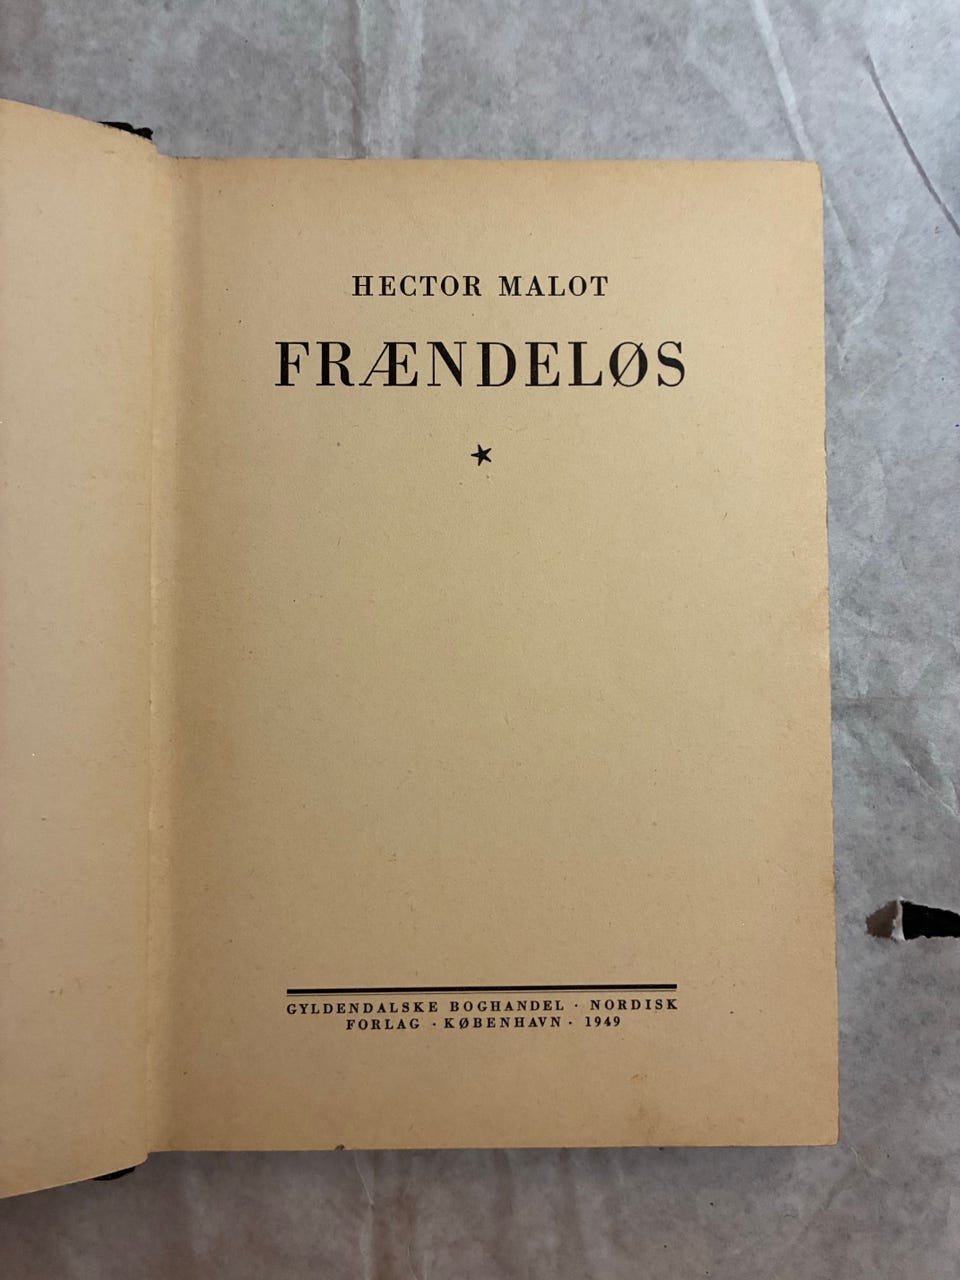 HECTOR MALOT
FRÆNDELØS
GYLDENDALSKE BOGHANDEL · NORDISK
FORLAG · KØBENHAVN · 1949